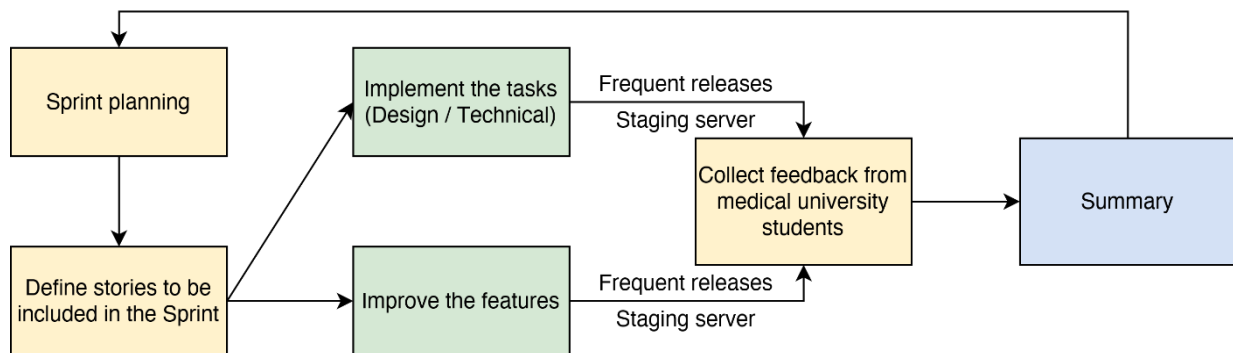 Sprint planning
Implement the tasks
(Design / Technical)
Frequent releases
Staging server
Collect feedback from
medical university
students
Summary
Define stories to be
included in the Sprint
Improve the features
Frequent releases
Staging server